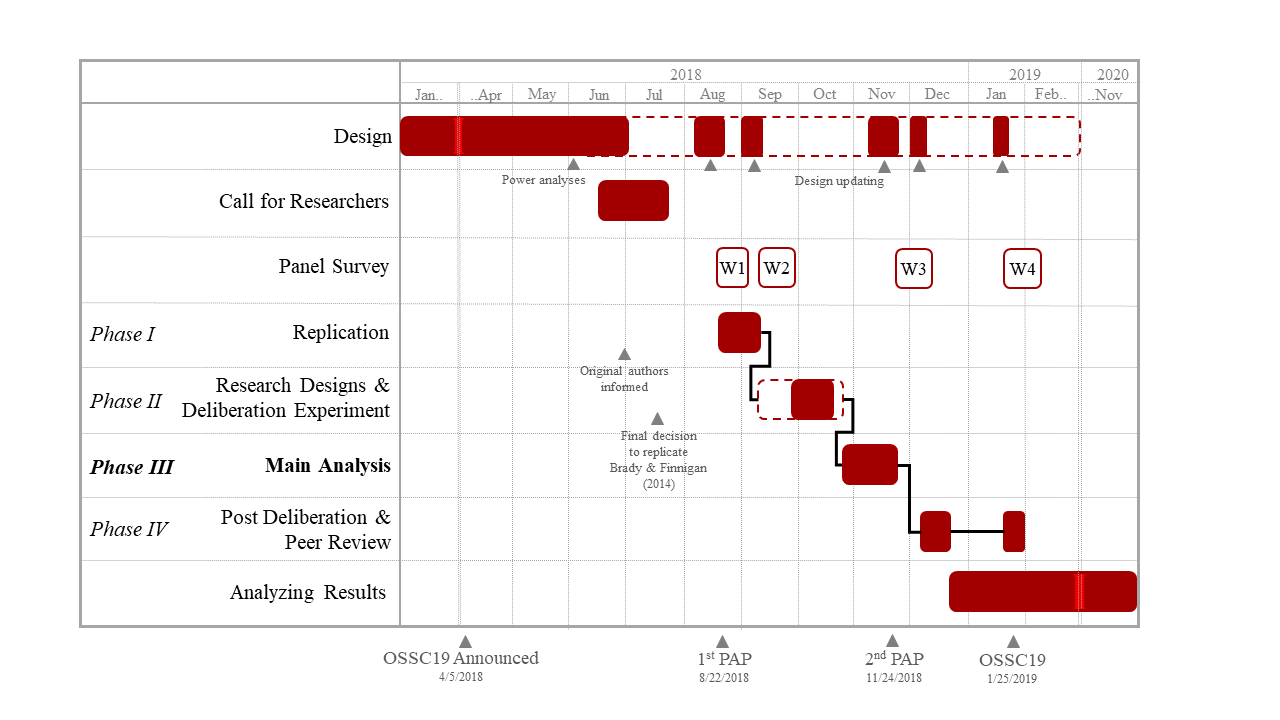 2018 2019 2020
Jan.. ..Apr May Jun Jul Aug Sep Oct Nov Dec Jan Feb.. ..Nov
Design
Power analyses
Design updating
Call for Researchers
Panel Survey
W1 W2 W3 W4
Phase I
Replication
Original authors
informed
Phase II
Research Designs &
Deliberation Experiment
Final decision
to replicate
Brady & Finnigan
(2014)
Phase III
Main Analysis
Phase IV
Post Deliberation &
Peer Review
Analyzing Results
OSSC19 Announced
4/5/2018
1st PAP
8/22/2018
2nd PAP
11/24/2018
OSSC19
1/25/2019